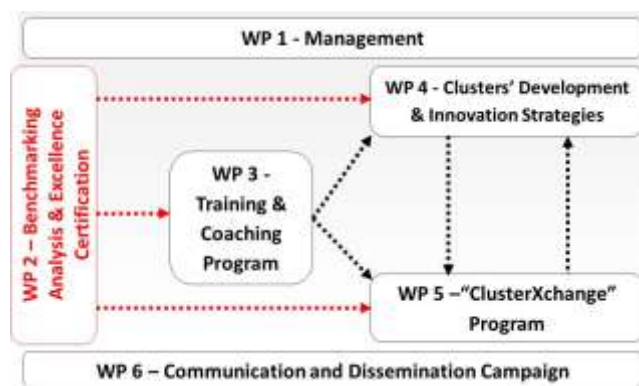 WP 1 - Management
WP 2 – Benchmarking
Analysis & Excellence
Certification
WP 3 -
Training &
Coaching
Program
WP 4 - Clusters' Development
& Innovation Strategies
WP 5 –"ClusterXchange"
Program
WP 6 – Communication and Dissemination Campaign